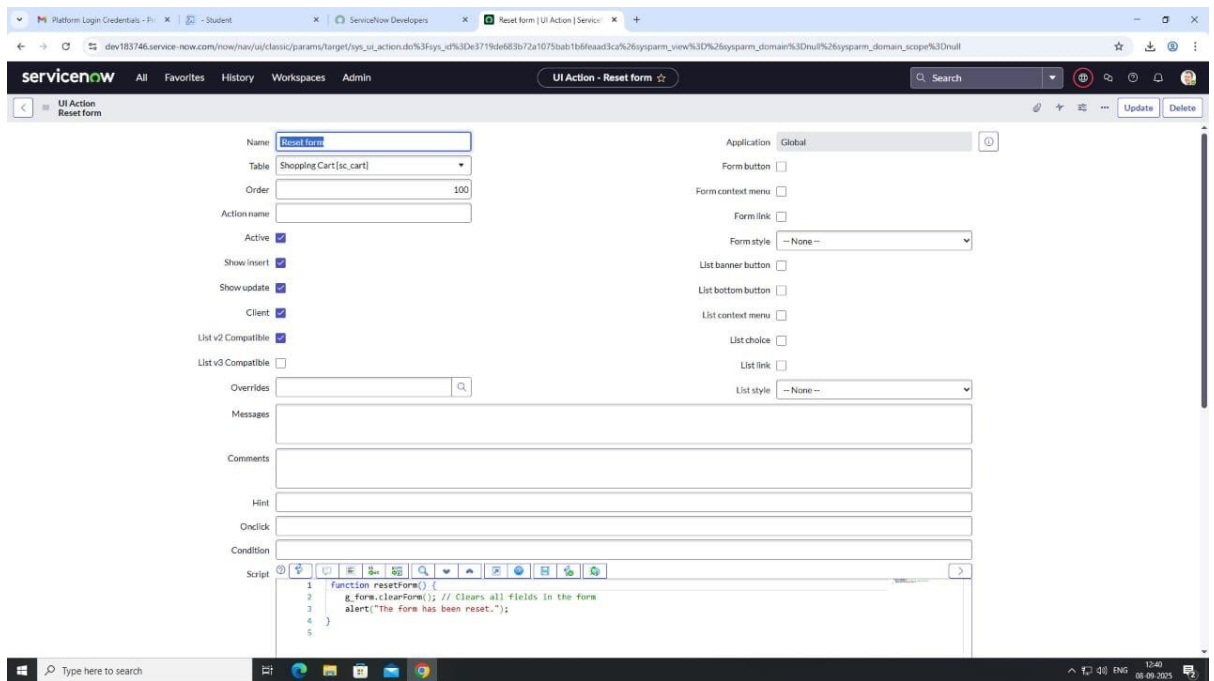 Platform Login Credentials - Pr
- Student
ServiceNow Developers
Reset form | UI Action | Service
dev183746.service-now.com/now/nav/ui/classic/params/target/sys_ui_action.do%3Fsys_id%3De3719de683b72a1075bab1b6feaad3ca%26sysparm_view%3D%26sysparm_domain%3Dnull%26sysparm_domain_scope%3Dnull
servicenow All Favorites History Workspaces Admin UI Action - Reset form Search
UI Action
Reset form
Update Delete
Name Reset form Application Global
Table Shopping Cart [sc_cart] Form button
Order 100 Form context menu
Action name Form link
Active Form style -- None --
Show insert List banner button
Show update List bottom button
Client List context menu
List v2 Compatible List choice
List v3 Compatible List link
Overrides List style -- None --
Messages
Comments
Hint
Onclick
Condition
Script
1 function resetForm() {
2 g_form.clearForm(); // Clears all fields in the form
3 alert("The form has been reset.");
4 }
5
Type here to search
ENG 12:40
08-09-2025
2